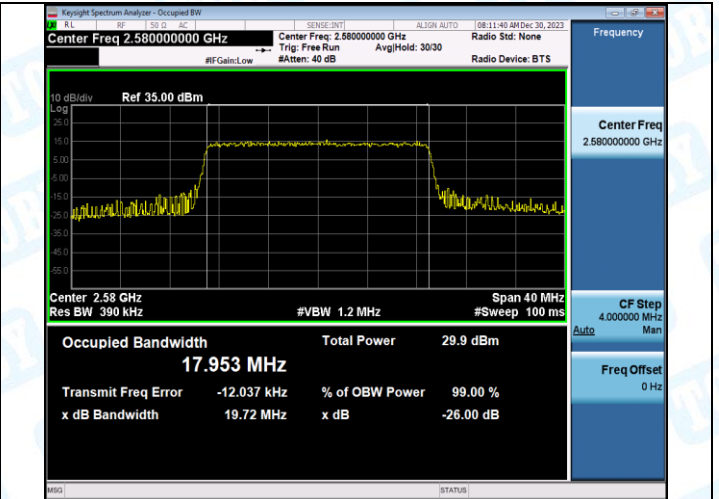 Keysight Spectrum Analyzer - Occupied BW
RL RF 50 Ω AC SENSE:INT ALIGN AUTO 08:11:40 AM Dec 30, 2023
Center Freq 2.580000000 GHz
Center Freq: 2.580000000 GHz
Radio Std: None
Trig: Free Run Avg|Hold: 30/30
#IFGain:Low #Atten: 40 dB Radio Device: BTS
Frequency
10 dB/div Ref 35.00 dBm
Log
25.0
15.0
5.00
-5.00
-15.0
-25.0
-35.0
-45.0
-55.0
Center 2.58 GHz Span 40 MHz
Res BW 390 kHz #VBW 1.2 MHz #Sweep 100 ms
Center Freq
2.580000000 GHz
CF Step
4.000000 MHz
Auto Man
Freq Offset
0 Hz
Occupied Bandwidth Total Power 29.9 dBm
17.953 MHz
Transmit Freq Error -12.037 kHz % of OBW Power 99.00 %
x dB Bandwidth 19.72 MHz x dB -26.00 dB
MSG STATUS